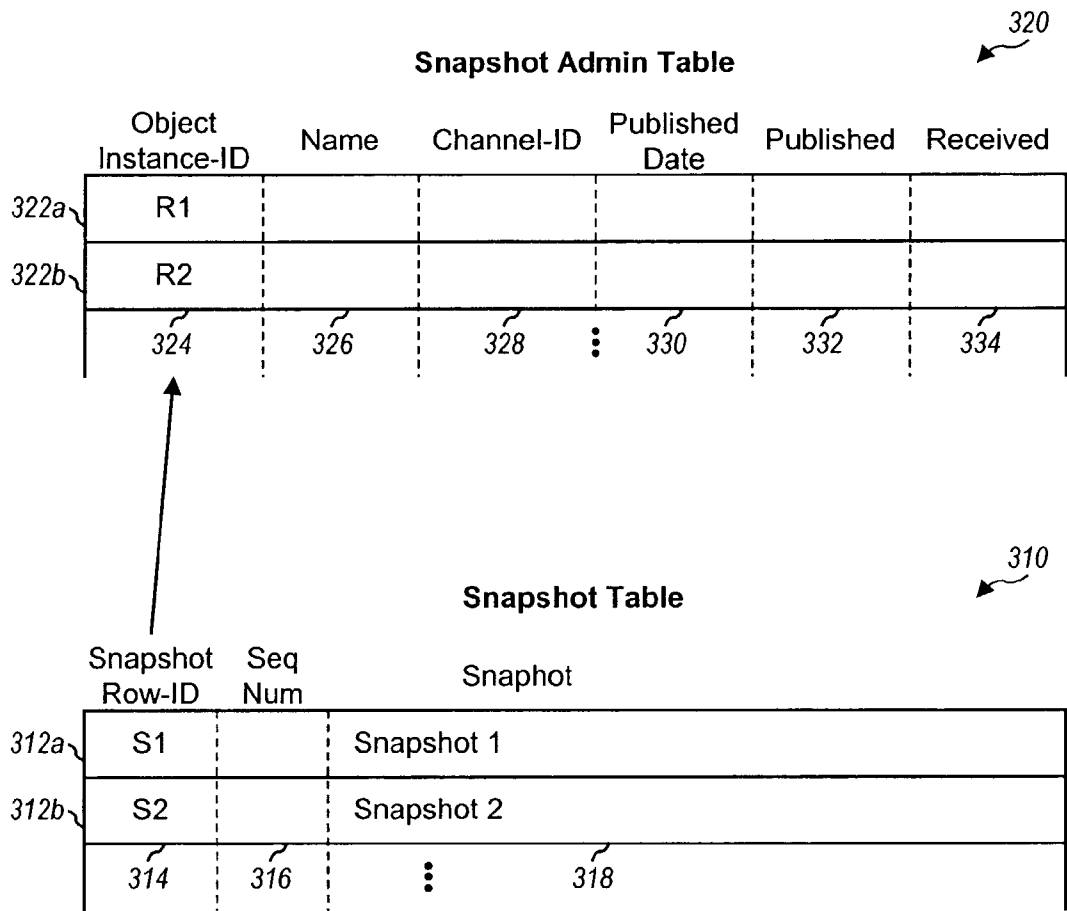 320
Snapshot Admin Table
Object Instance-ID Name Channel-ID Published Date Published Received
322a R1
322b R2
324 326 328 330 332 334
310
Snapshot Table
Snapshot Row-ID Seq Num Snaphot
312a S1 Snapshot 1
312b S2 Snapshot 2
314 316 318